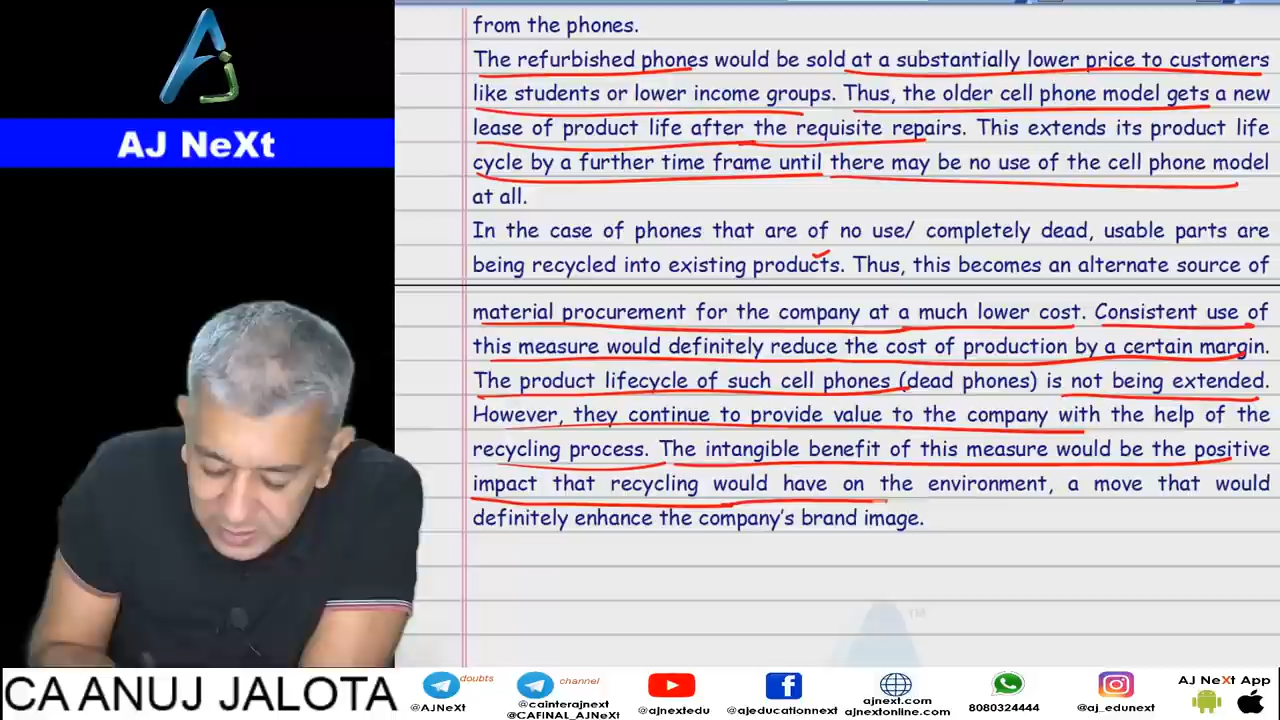 from the phones.
The refurbished phones would be sold at a substantially lower price to customers
like students or lower income groups. Thus, the older cell phone model gets a new
lease of product life after the requisite repairs. This extends its product life
cycle by a further time frame until there may be no use of the cell phone model
at all.
In the case of phones that are of no use/ completely dead, usable parts are
being recycled into existing products. Thus, this becomes an alternate source of
material procurement for the company at a much lower cost. Consistent use of
this measure would definitely reduce the cost of production by a certain margin.
The product lifecycle of such cell phones (dead phones) is not being extended.
However, they continue to provide value to the company with the help of the
recycling process. The intangible benefit of this measure would be the positive
impact that recycling would have on the environment, a move that would
definitely enhance the company's brand image.
AJ NeXt
TM
CA ANUJ JALOTA
doubts
@AJNeXt
channel
@cainterajnext
@CAFINAL_AJNeXt
@ajnextedu
@ajeducationnext
ajnext.com
ajnextonline.com
8080324444
@aj_edunext
AJ NeXt App